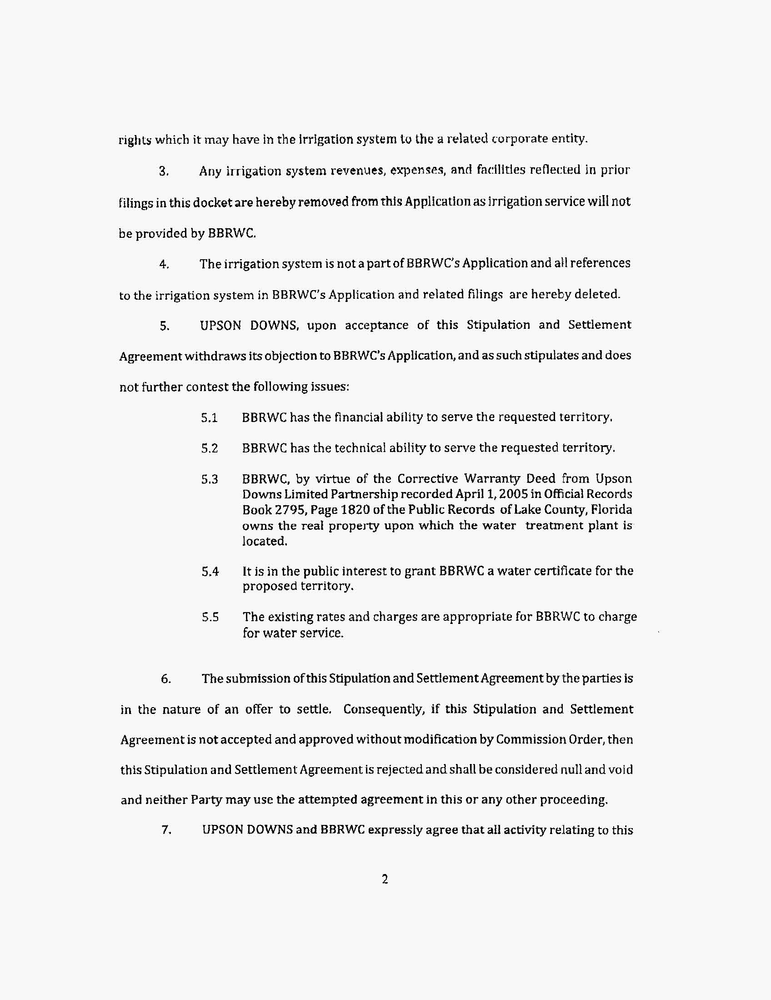 rights which it may have in the irrigation system to the a related corporate entity.
3. Any irrigation system revenues, expenses, and facilities reflected in prior
filings in this docket are hereby removed from this Application as irrigation service will not
be provided by BBRWC.
4. The irrigation system is not a part of BBRWC's Application and all references
to the irrigation system in BBRWC's Application and related filings are hereby deleted.
5. UPSON DOWNS, upon acceptance of this Stipulation and Settlement
Agreement withdraws its objection to BBRWC's Application, and as such stipulates and does
not further contest the following issues:
5.1 BBRWC has the financial ability to serve the requested territory.
5.2 BBRWC has the technical ability to serve the requested territory.
5.3 BBRWC, by virtue of the Corrective Warranty Deed from Upson
Downs Limited Partnership recorded April 1, 2005 in Official Records
Book 2795, Page 1820 of the Public Records of Lake County, Florida
owns the real property upon which the water treatment plant is
located.
5.4 It is in the public interest to grant BBRWC a water certificate for the
proposed territory.
5.5 The existing rates and charges are appropriate for BBRWC to charge
for water service.
6. The submission of this Stipulation and Settlement Agreement by the parties is
in the nature of an offer to settle. Consequently, if this Stipulation and Settlement
Agreement is not accepted and approved without modification by Commission Order, then
this Stipulation and Settlement Agreement is rejected and shall be considered null and void
and neither Party may use the attempted agreement in this or any other proceeding.
7. UPSON DOWNS and BBRWC expressly agree that all activity relating to this
2